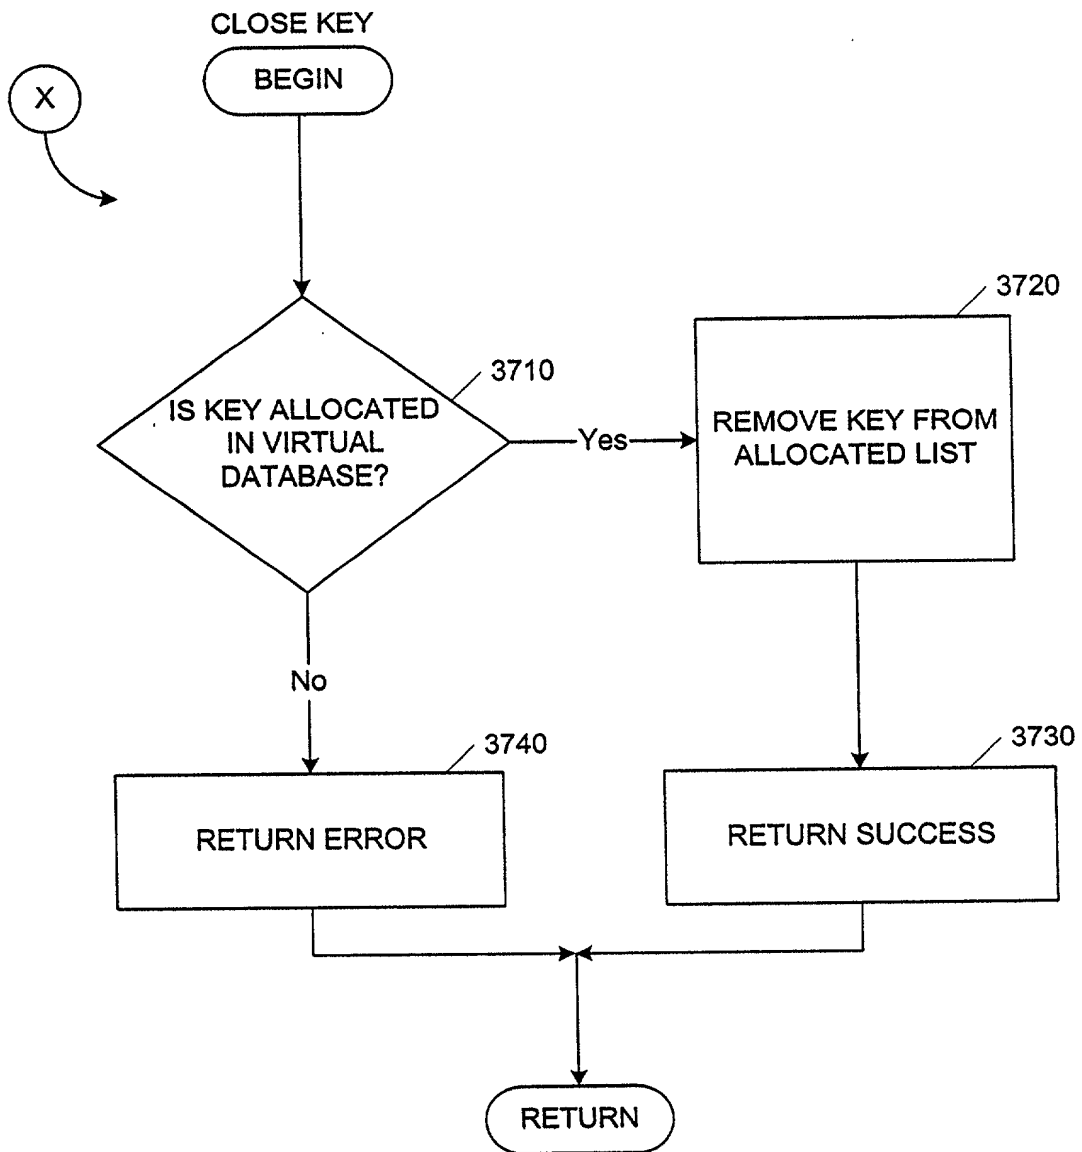 CLOSE KEY
BEGIN
X
3720
3710
IS KEY ALLOCATED
IN VIRTUAL
DATABASE?
Yes
REMOVE KEY FROM
ALLOCATED LIST
No
3740
3730
RETURN ERROR
RETURN SUCCESS
RETURN